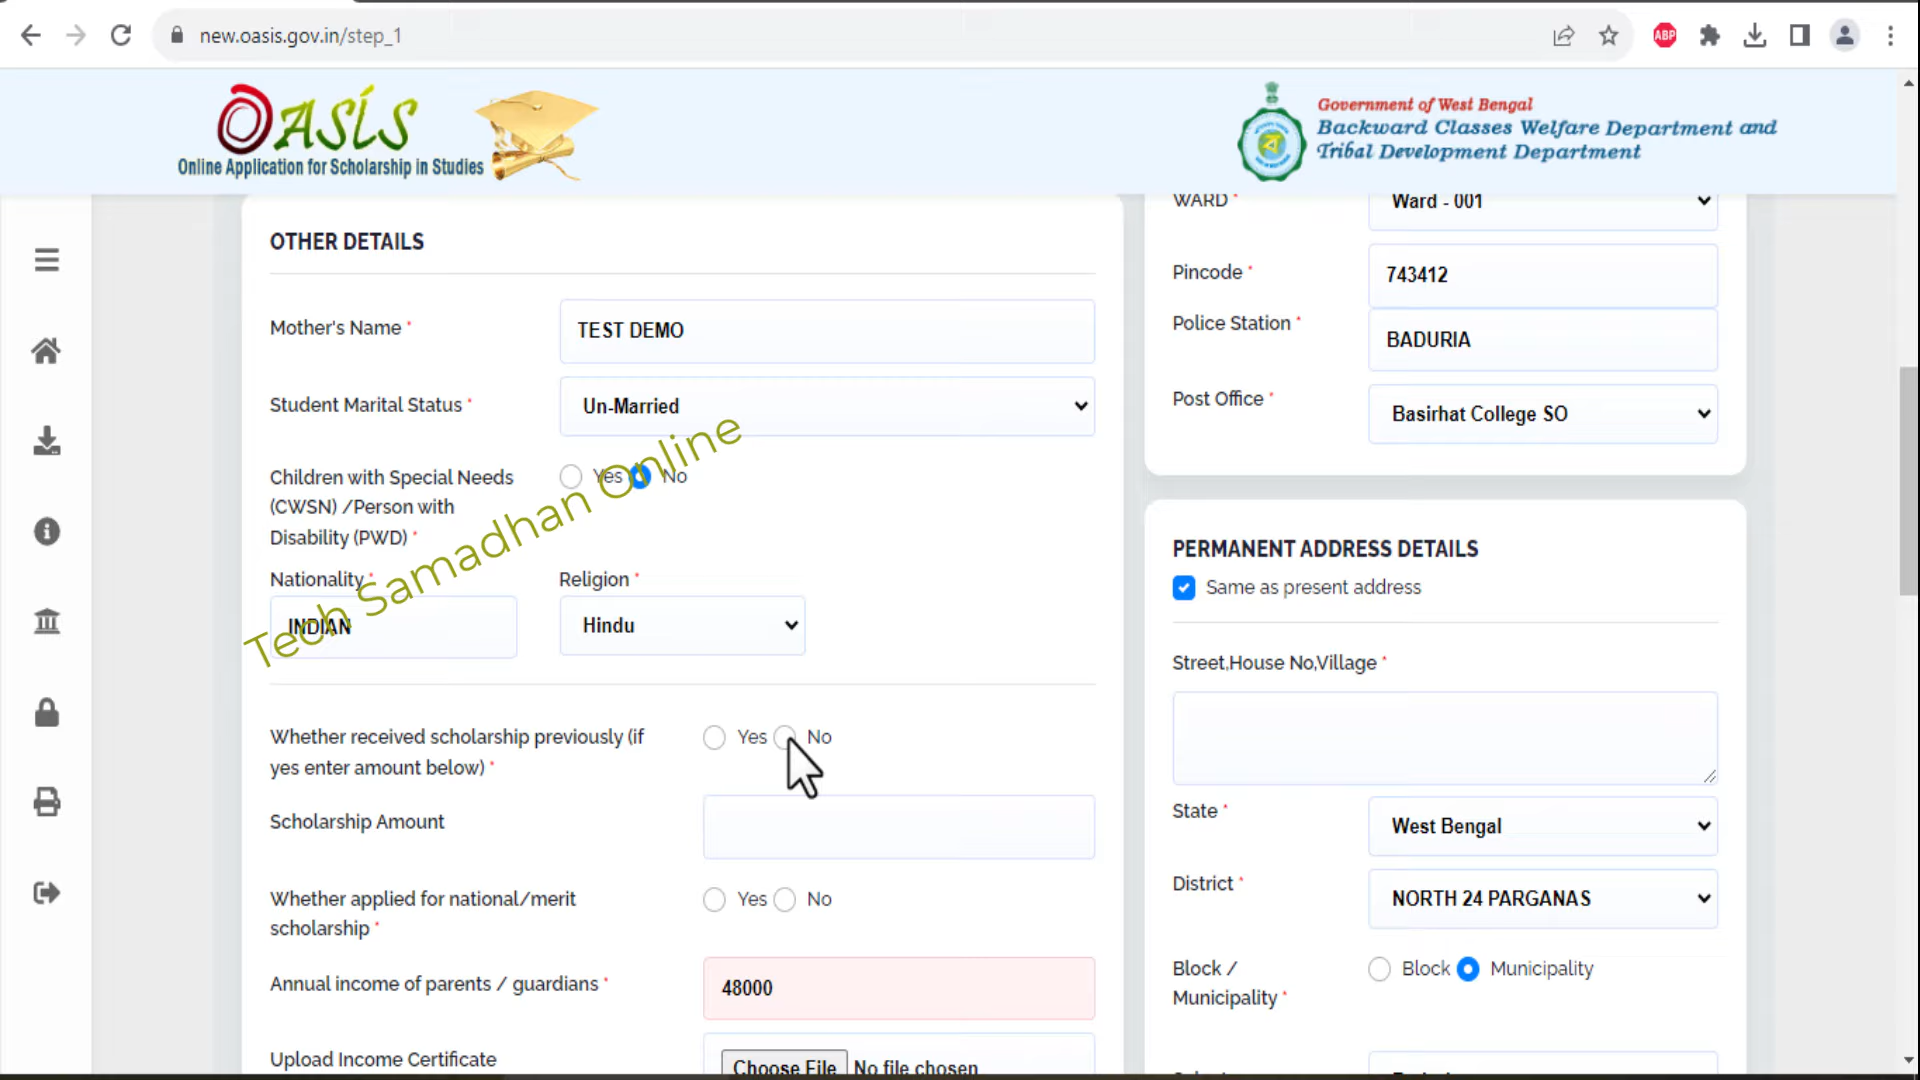 new.oasis.gov.in/step_1
ABP
OASIS
Online Application for Scholarship in Studies
Government of West Bengal
Backward Classes Welfare Department and
Tribal Development Department
OTHER DETAILS
Mother's Name *
TEST DEMO
Student Marital Status *
Un-Married
Children with Special Needs
(CWSN) /Person with
Disability (PWD) *
Yes No
Nationality *
INDIAN
Religion *
Hindu
Tech Samadhan Online
Whether received scholarship previously (if
yes enter amount below) *
Yes No
Scholarship Amount
Whether applied for national/merit
scholarship *
Yes No
Annual income of parents / guardians *
48000
Upload Income Certificate
Choose File No file chosen
WARD *
Ward - 001
Pincode *
743412
Police Station *
BADURIA
Post Office *
Basirhat College SO
PERMANENT ADDRESS DETAILS
Same as present address
Street,House No,Village *
State *
West Bengal
District *
NORTH 24 PARGANAS
Block /
Municipality *
Block Municipality